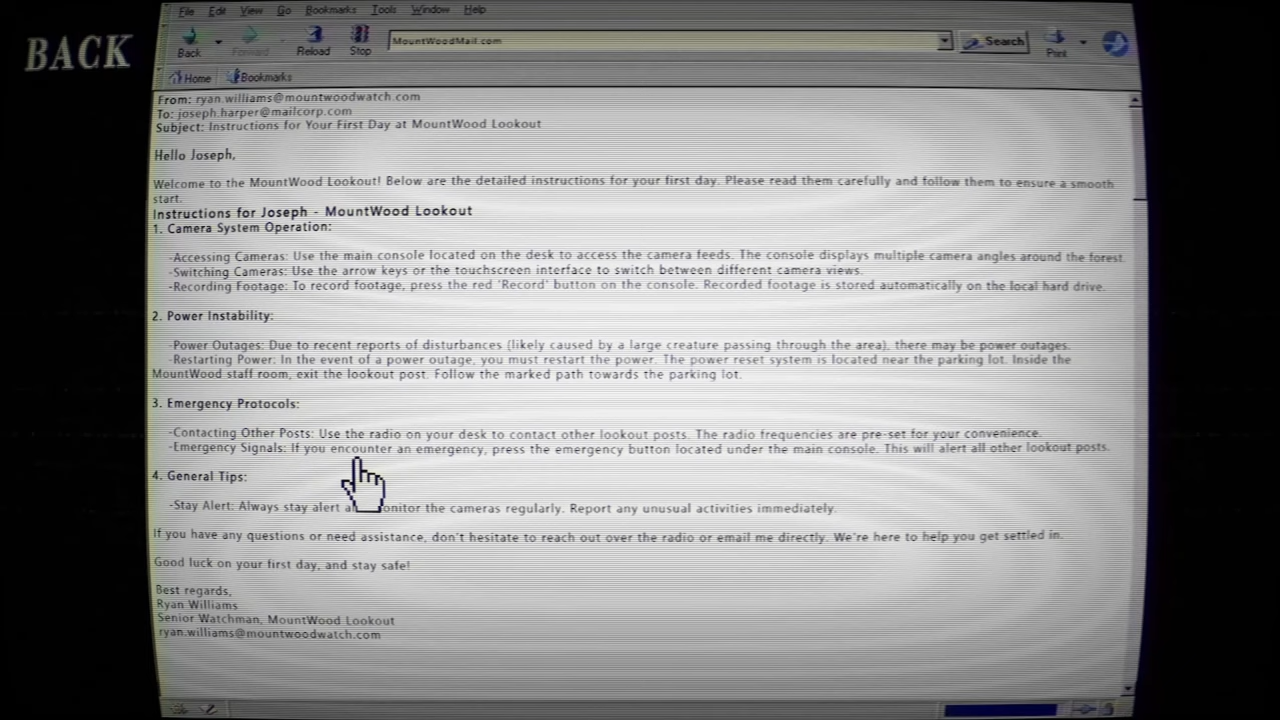 BACK
File Edit View Go Bookmarks Tools Window Help
Back Forward Reload Stop MountWoodMail.com Search Print
Home Bookmarks
From: ryan.williams@mountwoodwatch.com
To: joseph.harper@mailcorp.com
Subject: Instructions for Your First Day at MountWood Lookout
Hello Joseph,
Welcome to the MountWood Lookout! Below are the detailed instructions for your first day. Please read them carefully and follow them to ensure a smooth
start.
Instructions for Joseph - MountWood Lookout
1. Camera System Operation:
-Accessing Cameras: Use the main console located on the desk to access the camera feeds. The console displays multiple camera angles around the forest.
-Switching Cameras: Use the arrow keys or the touchscreen interface to switch between different camera views.
-Recording Footage: To record footage, press the red 'Record' button on the console. Recorded footage is stored automatically on the local hard drive.
2. Power Instability:
-Power Outages: Due to recent reports of disturbances (likely caused by a large creature passing through the area), there may be power outages.
-Restarting Power: In the event of a power outage, you must restart the power. The power reset system is located near the parking lot. Inside the
MountWood staff room, exit the lookout post. Follow the marked path towards the parking lot.
3. Emergency Protocols:
-Contacting Other Posts: Use the radio on your desk to contact other lookout posts. The radio frequencies are pre-set for your convenience.
-Emergency Signals: If you encounter an emergency, press the emergency button located under the main console. This will alert all other lookout posts.
4. General Tips:
-Stay Alert: Always stay alert the cameras regularly. Report any unusual activities immediately.
If you have any questions or need assistance, don't hesitate to reach out over the radio or email me directly. We're here to help you get settled in.
Good luck on your first day, and stay safe!
Best regards,
Ryan Williams
Senior Watchman, MountWood Lookout
ryan.williams@mountwoodwatch.com